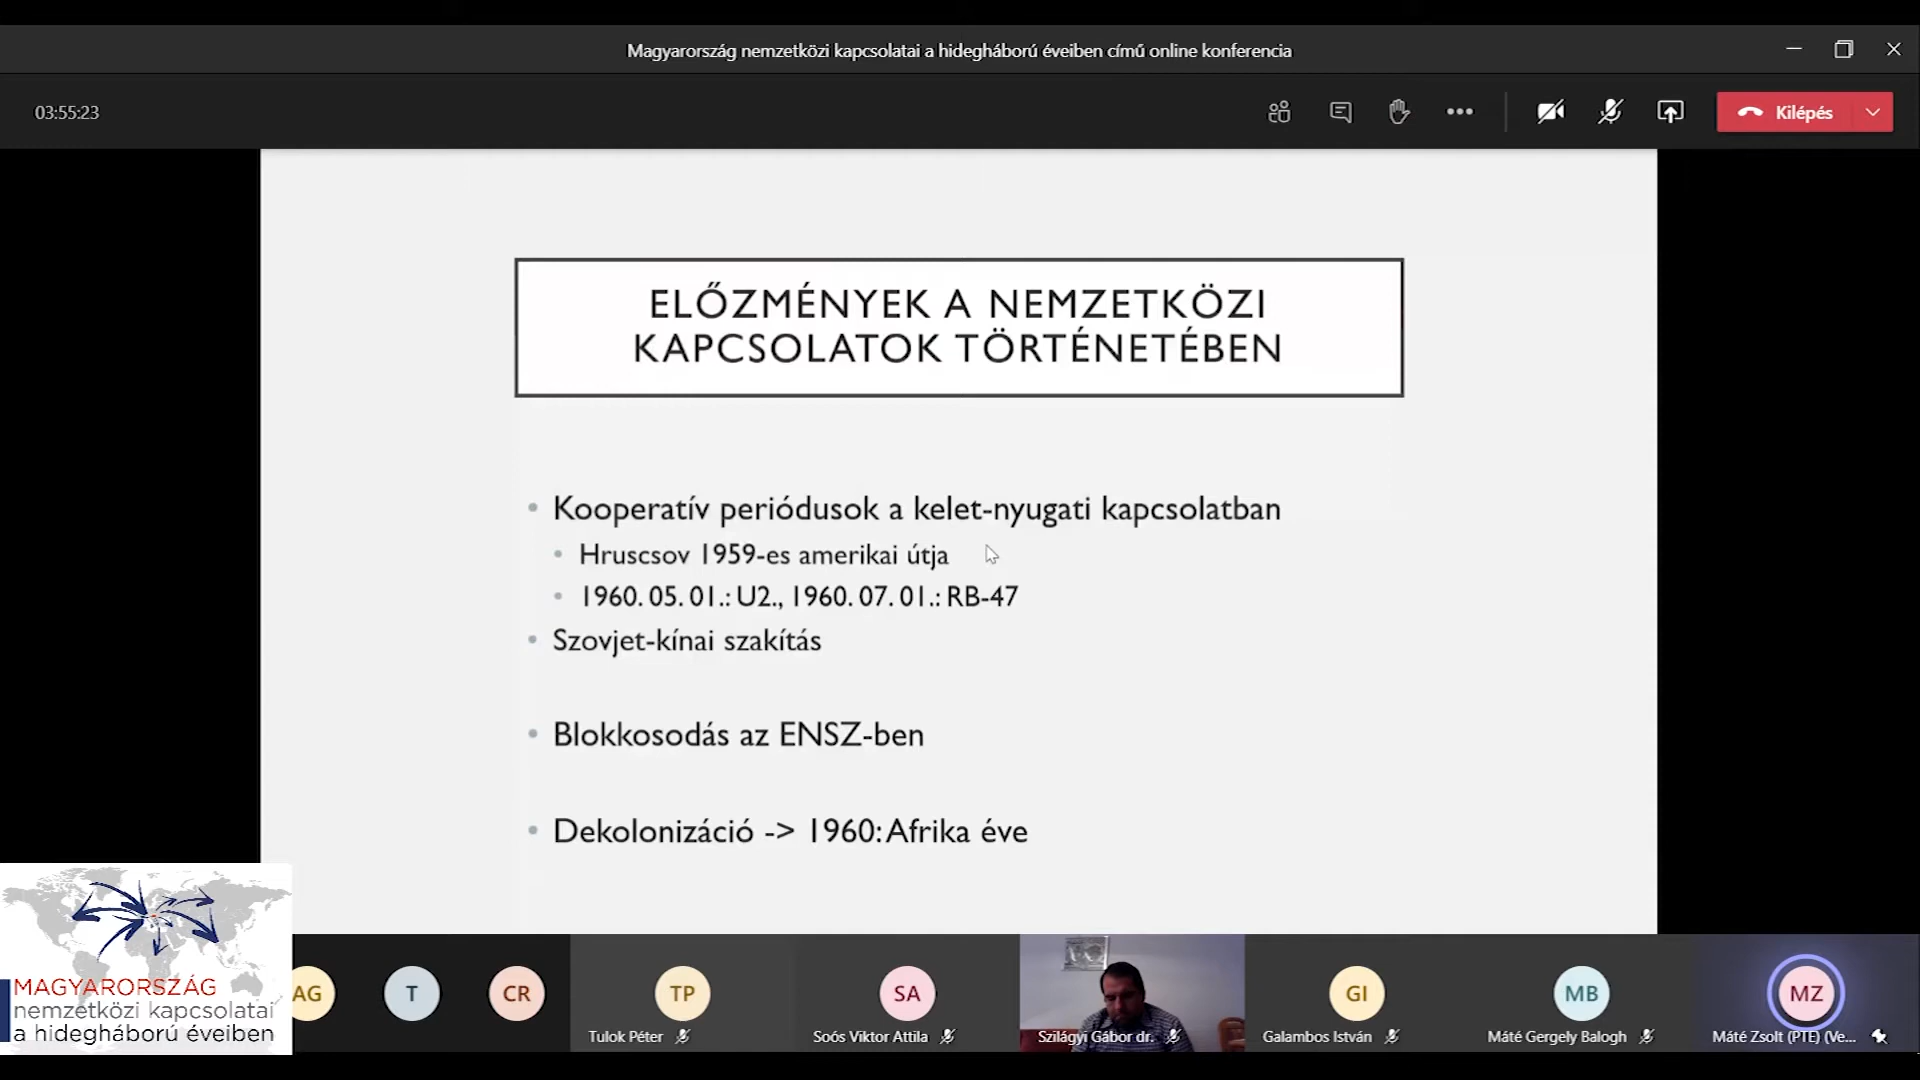 Magyarország nemzetközi kapcsolatai a hidegháború éveiben című online konferencia
03:55:23
Kilépés
ELŐZMÉNYEK A NEMZETKÖZI
KAPCSOLATOK TÖRTÉNETÉBEN
• Kooperatív periódusok a kelet-nyugati kapcsolatban
• Hruscsov 1959-es amerikai útja
• 1960. 05. 01.: U2., 1960. 07. 01.: RB-47
• Szovjet-kínai szakítás
• Blokkosodás az ENSZ-ben
• Dekolonizáció -> 1960: Afrika éve
MAGYARORSZÁG
nemzetközi kapcsolatai
a hidegháború éveiben
AG
T
CR
TP
Tulok Péter
SA
Soós Viktor Attila
Szilágyi Gábor dr.
GI
Galambos István
MB
Máté Gergely Balogh
MZ
Máté Zsolt (PTE) (Ve...